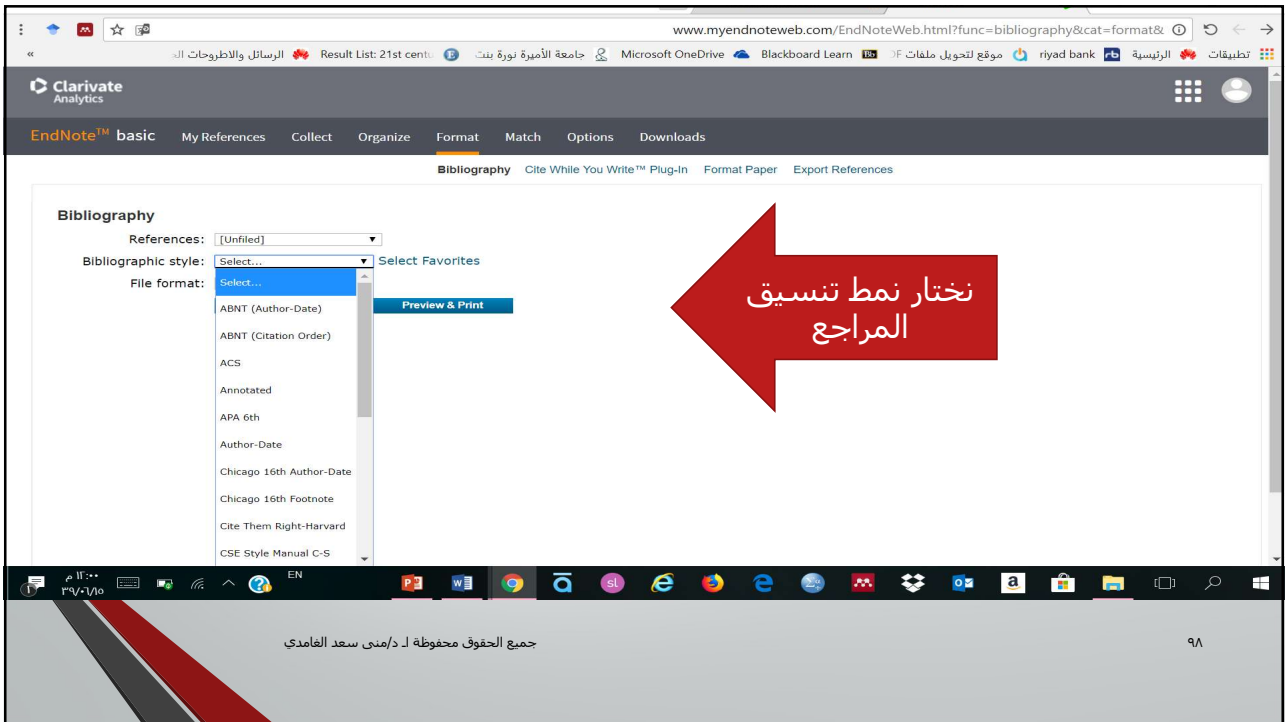 www.myendnoteweb.com/EndNoteWeb.html?func=bibliography&cat=format&
تطبيقات
الرئيسية
riyad bank
موقع لتحويل ملفات
Blackboard Learn
Microsoft OneDrive
جامعة الأميرة نورة بنت
Result List: 21st centu
الرسائل والاطروحات
Clarivate
Analytics
EndNote™ basic My References Collect Organize Format Match Options Downloads
Bibliography Cite While You Write™ Plug-In Format Paper Export References
Bibliography
References: [Unfiled]
Bibliographic style: Select... Select Favorites
File format: Select...
ABNT (Author-Date) Preview & Print
ABNT (Citation Order)
ACS
Annotated
APA 6th
Author-Date
Chicago 16th Author-Date
Chicago 16th Footnote
Cite Them Right-Harvard
CSE Style Manual C-S
نختار نمط تنسيق
المراجع
EN
١٢:٠٠ م
٣٩/٠٦/١٥
جميع الحقوق محفوظة لـ د/منى سعد الغامدي
٩٨